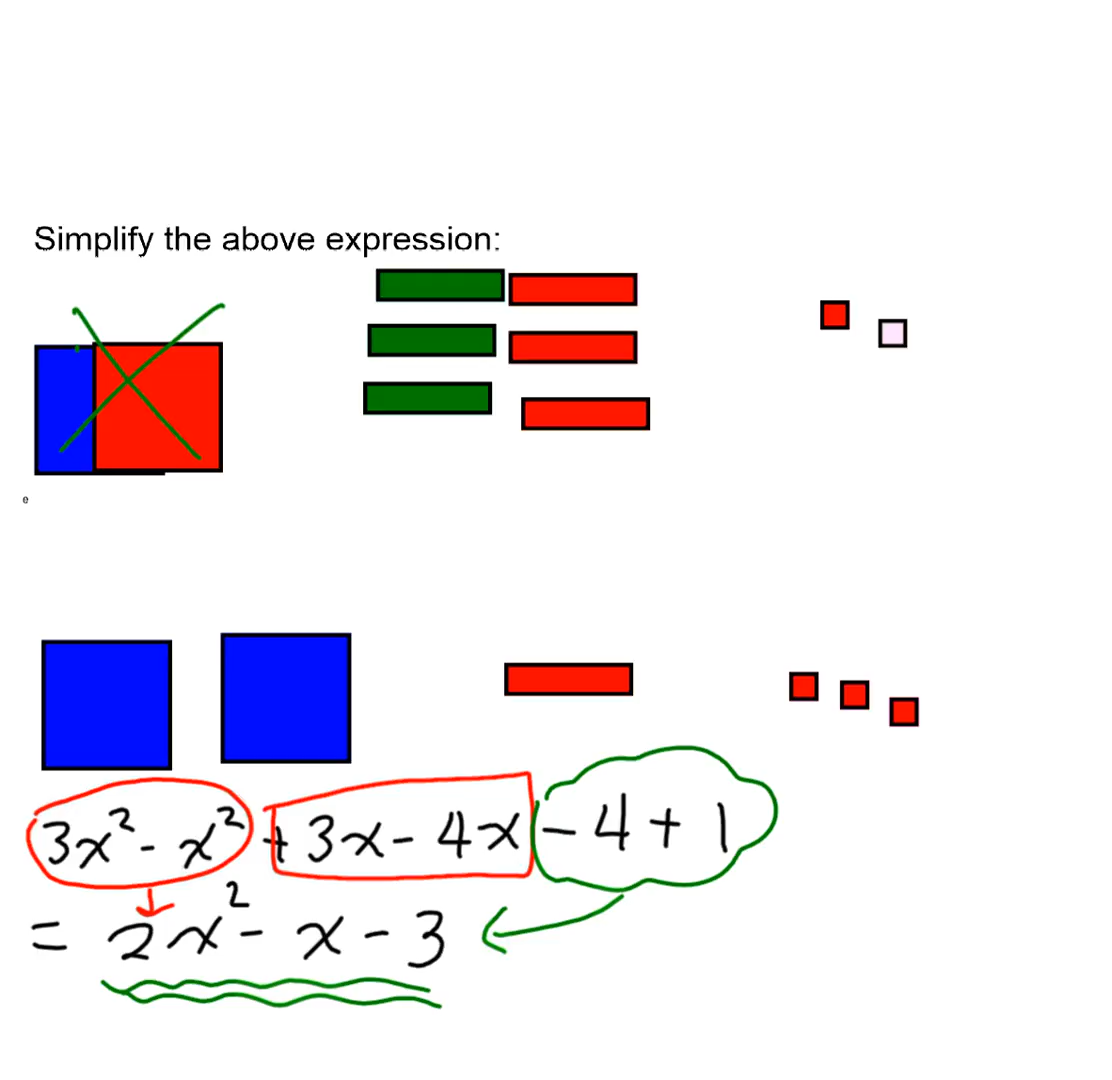 Simplify the above expression:
e
3x² - x² + 3x - 4x - 4 + 1
= 2x² - x - 3